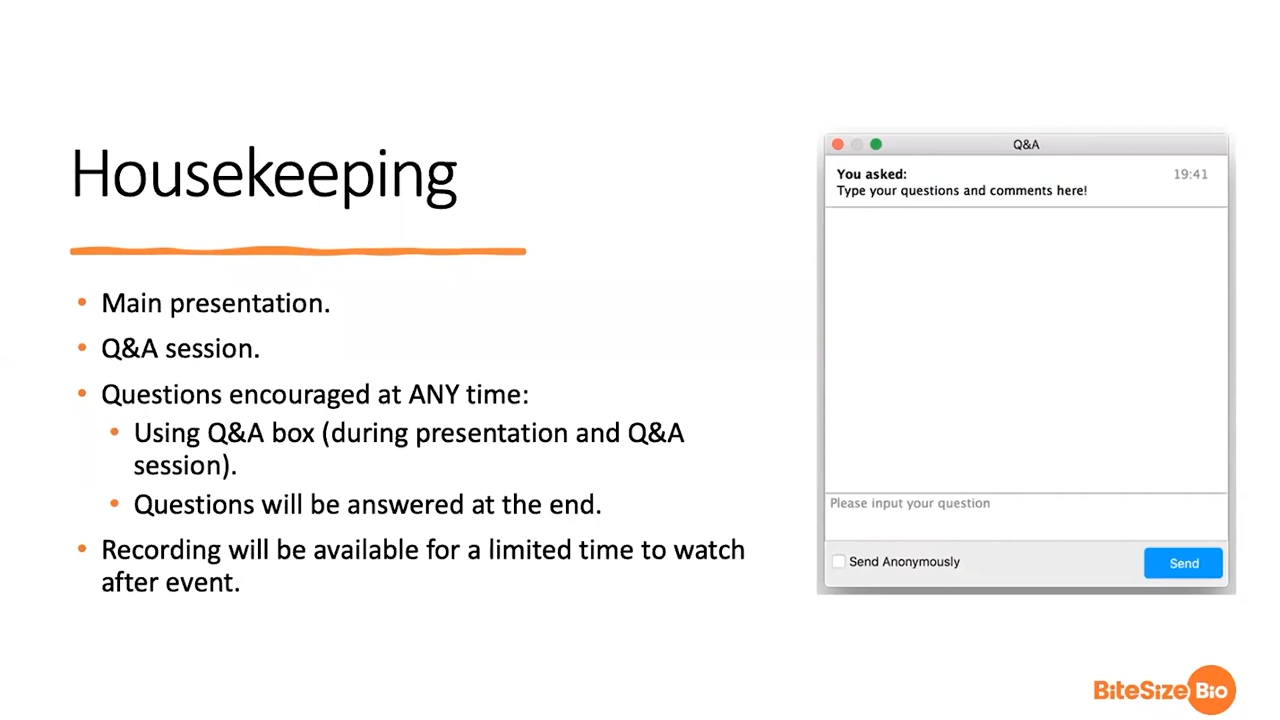 Housekeeping
• Main presentation.
• Q&A session.
• Questions encouraged at ANY time:
• Using Q&A box (during presentation and Q&A
session).
• Questions will be answered at the end.
• Recording will be available for a limited time to watch
after event.
Q&A
You asked: 19:41
Type your questions and comments here!
Please input your question
Send Anonymously
Send
BiteSize Bio